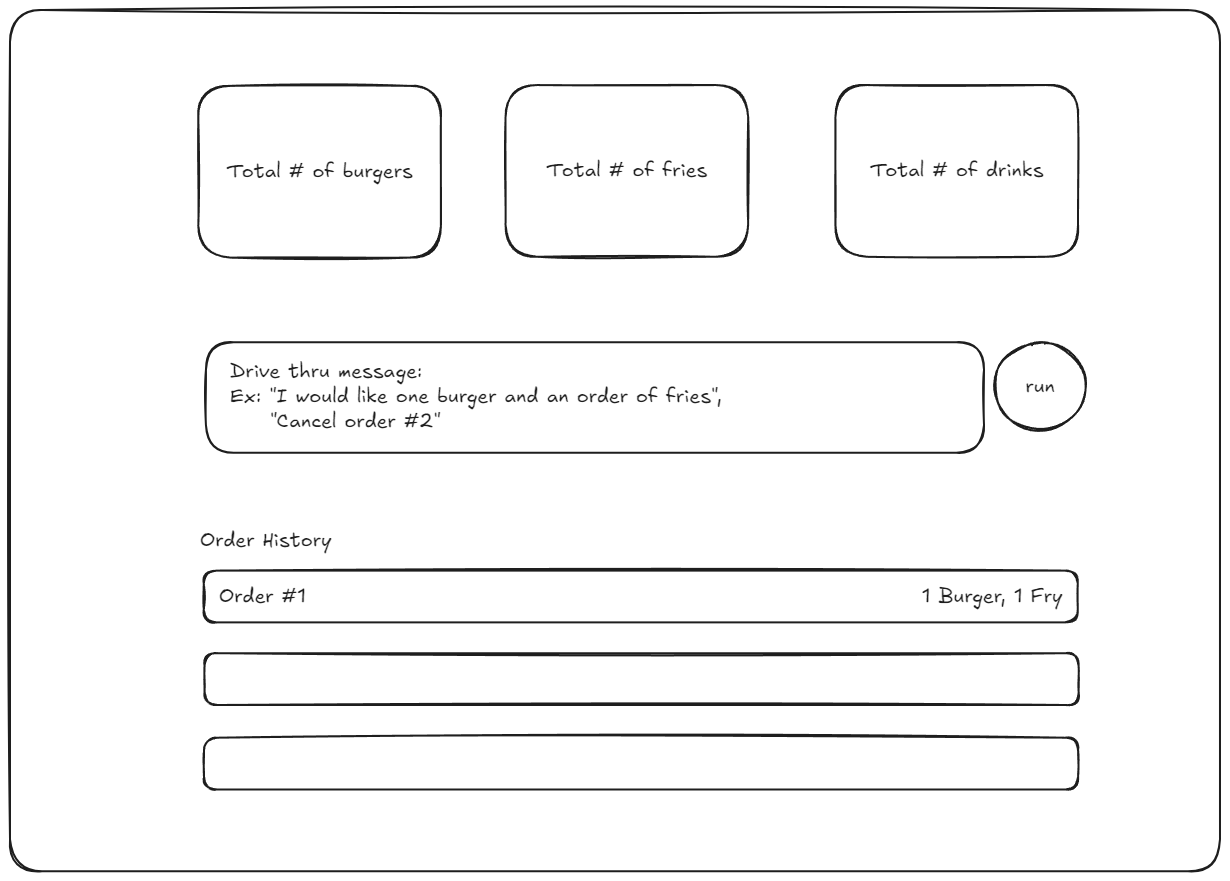 Total # of burgers
Total # of fries
Total # of drinks
Drive thru message:
Ex: "I would like one burger and an order of fries",
"Cancel order #2"
run
Order History
Order #1
1 Burger, 1 Fry